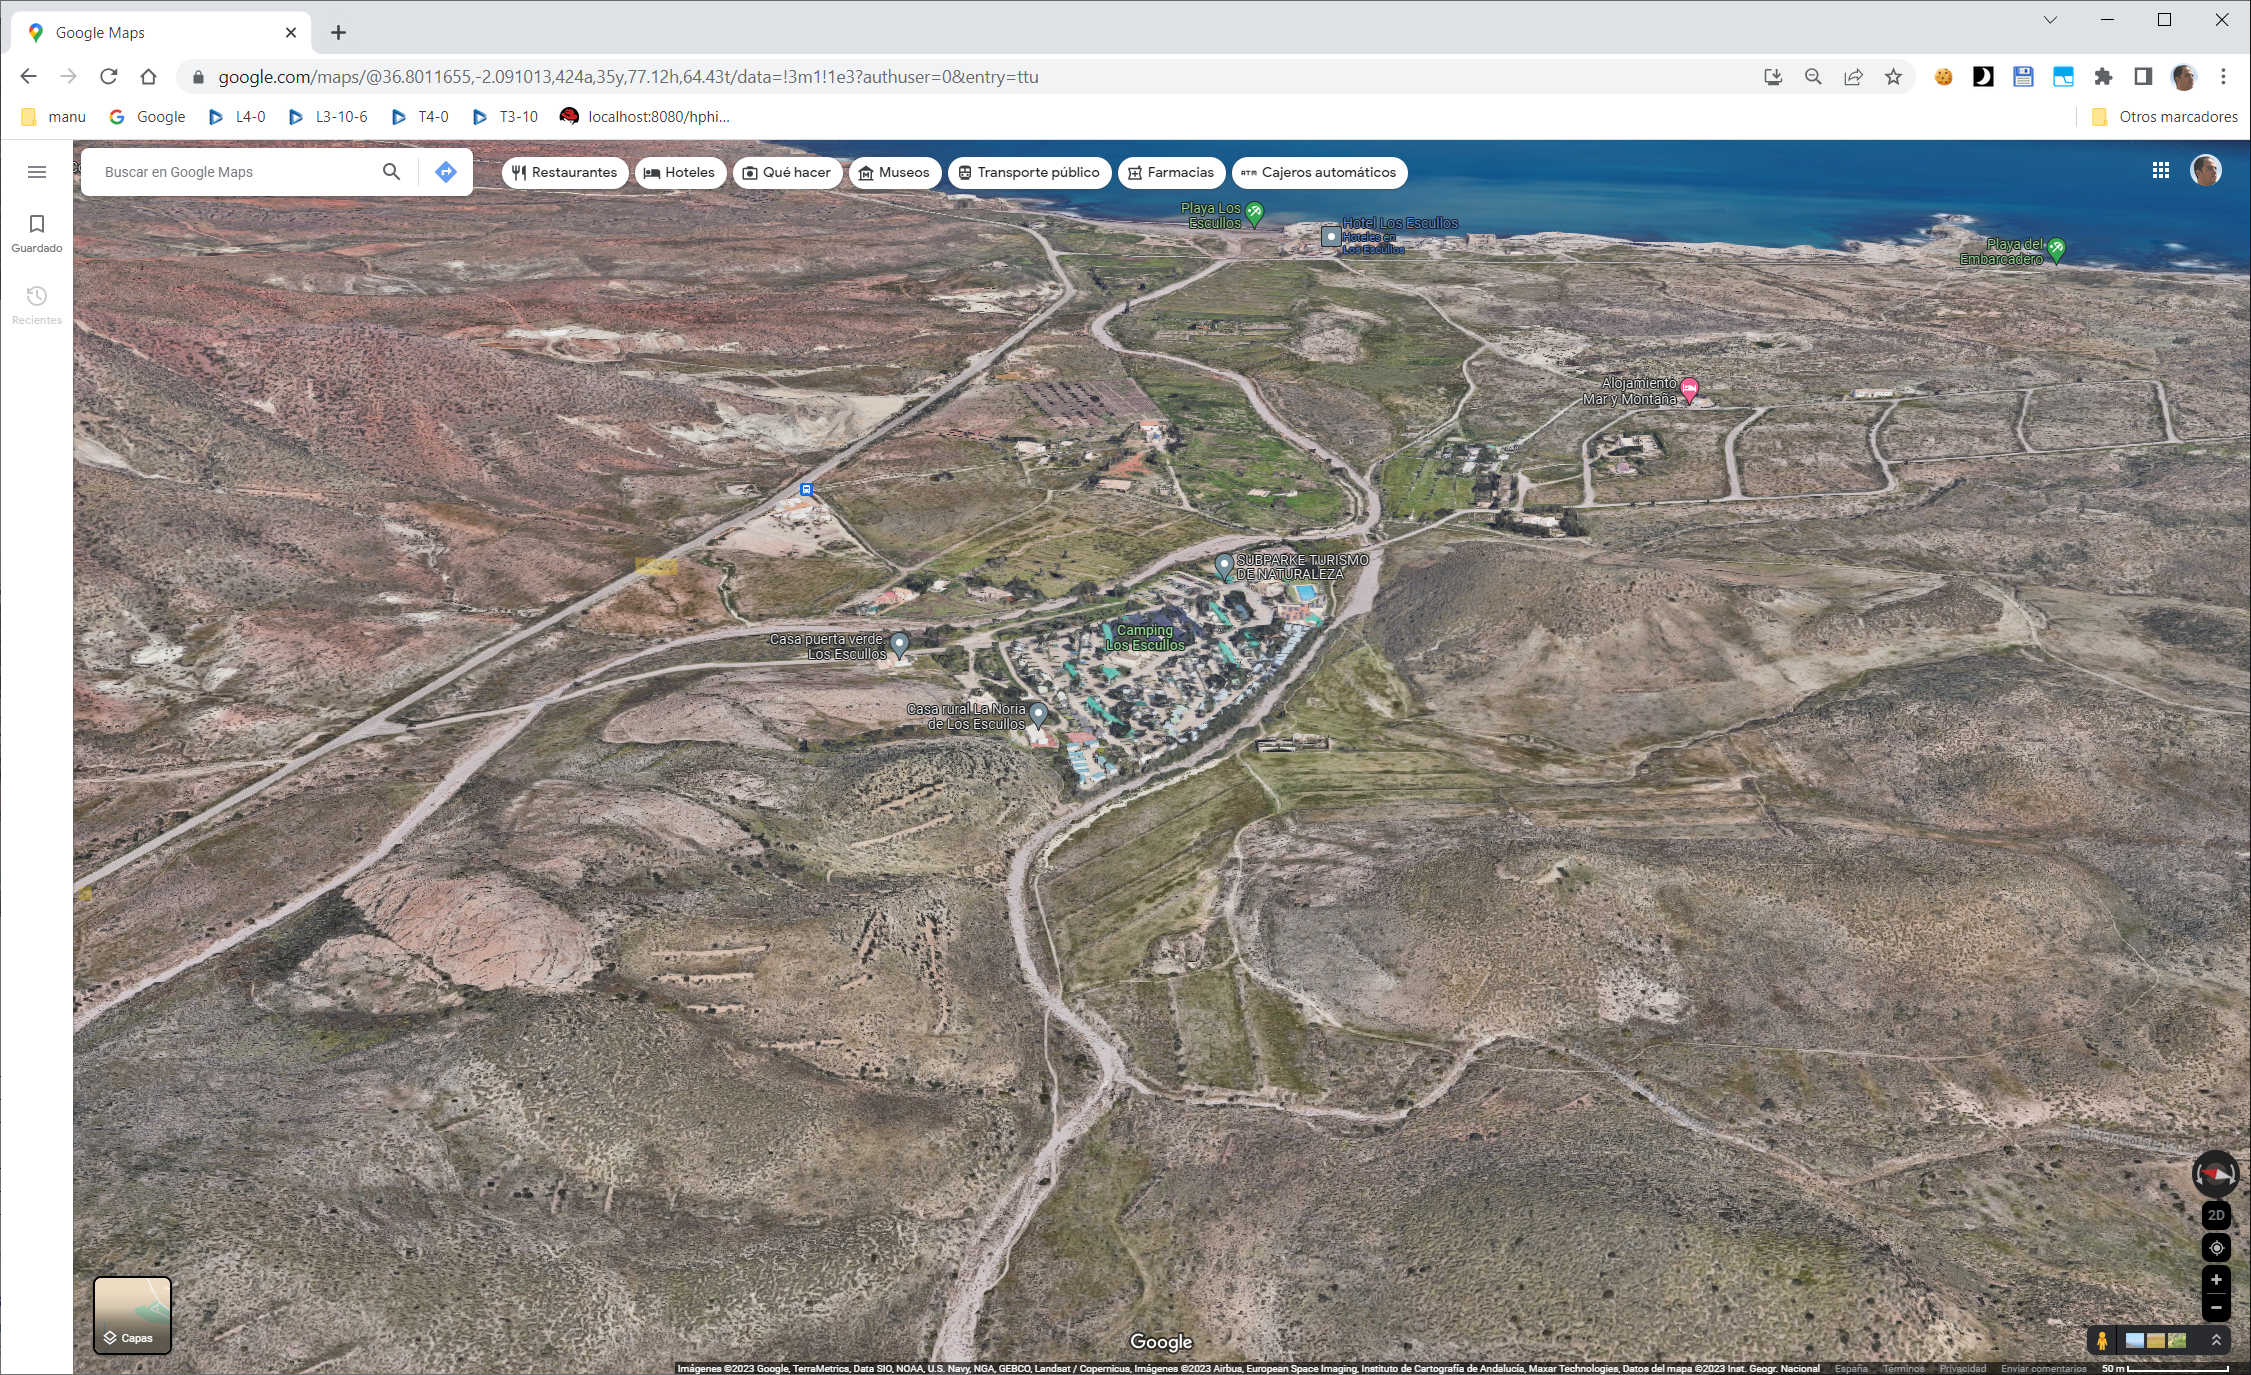 Google Maps
google.com/maps/@36.8011655,-2.091013,424a,35y,77.12h,64.43t/data=!3m1!1e3?authuser=0&entry=ttu
manu
Google
L4-0
L3-10-6
T4-0
T3-10
localhost:8080/hphi...
Otros marcadores
Buscar en Google Maps
Restaurantes
Hoteles
Qué hacer
Museos
Transporte público
Farmacias
ATM
Cajeros automáticos
Guardado
Recientes
Playa Los
Escullos
Hotel Los Escullos
Hoteles en
Los Escullos
Playa del
Embarcadero
Alojamiento
Mar y Montaña
SUBPARKE TURISMO
DE NATURALEZA
Camping
Los Escullos
Casa puerta verde,
Los Escullos
Casa rural La Noria
de Los Escullos
2D
Capas
Google
Imágenes ©2023 Google, TerraMetrics, Data SIO, NOAA, U.S. Navy, NGA, GEBCO, Landsat / Copernicus, Imágenes ©2023 Airbus, European Space Imaging, Instituto de Cartografía de Andalucía, Maxar Technologies, Datos del mapa ©2023 Inst. Geogr. Nacional
España
Términos
Privacidad
Enviar comentarios
50 m